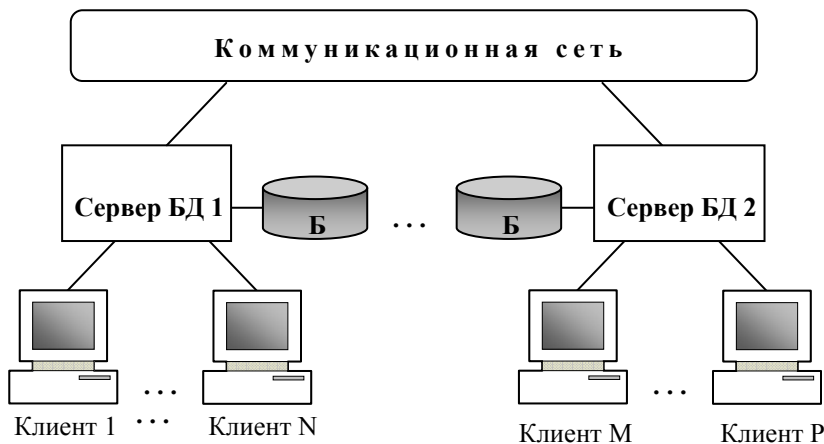 Коммуникационная сеть
Сервер БД 1
Б
...
Б
Сервер БД 2
... ...
Клиент 1 ... Клиент N
Клиент M Клиент P